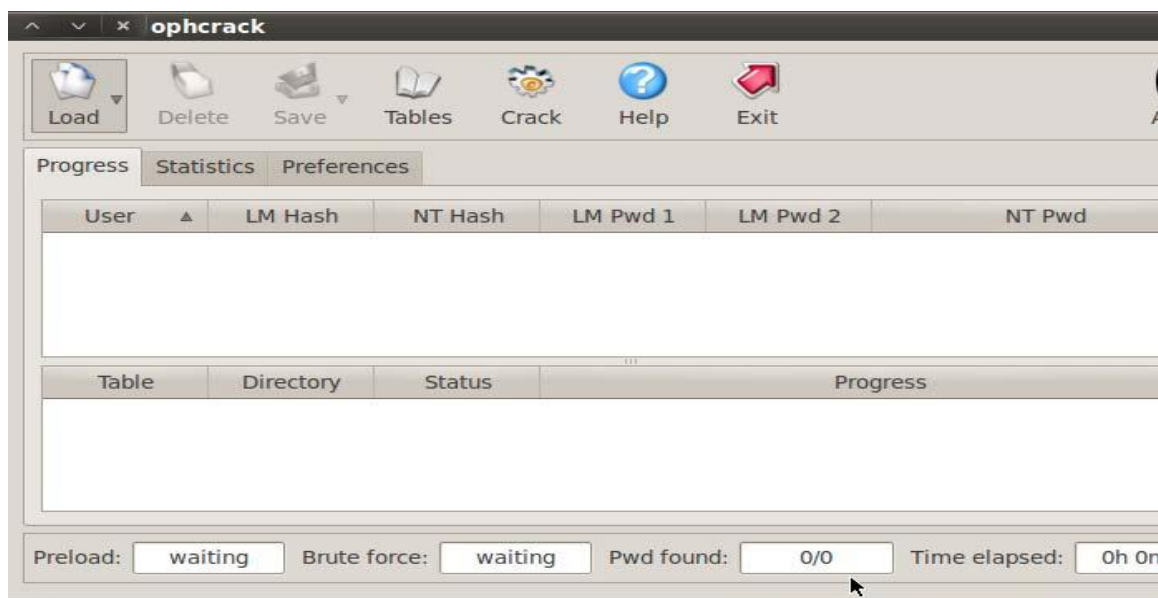 ophcrack
Load Delete Save Tables Crack Help Exit
Progress Statistics Preferences
User LM Hash NT Hash LM Pwd 1 LM Pwd 2 NT Pwd
Table Directory Status Progress
Preload: waiting Brute force: waiting Pwd found: 0/0 Time elapsed: 0h